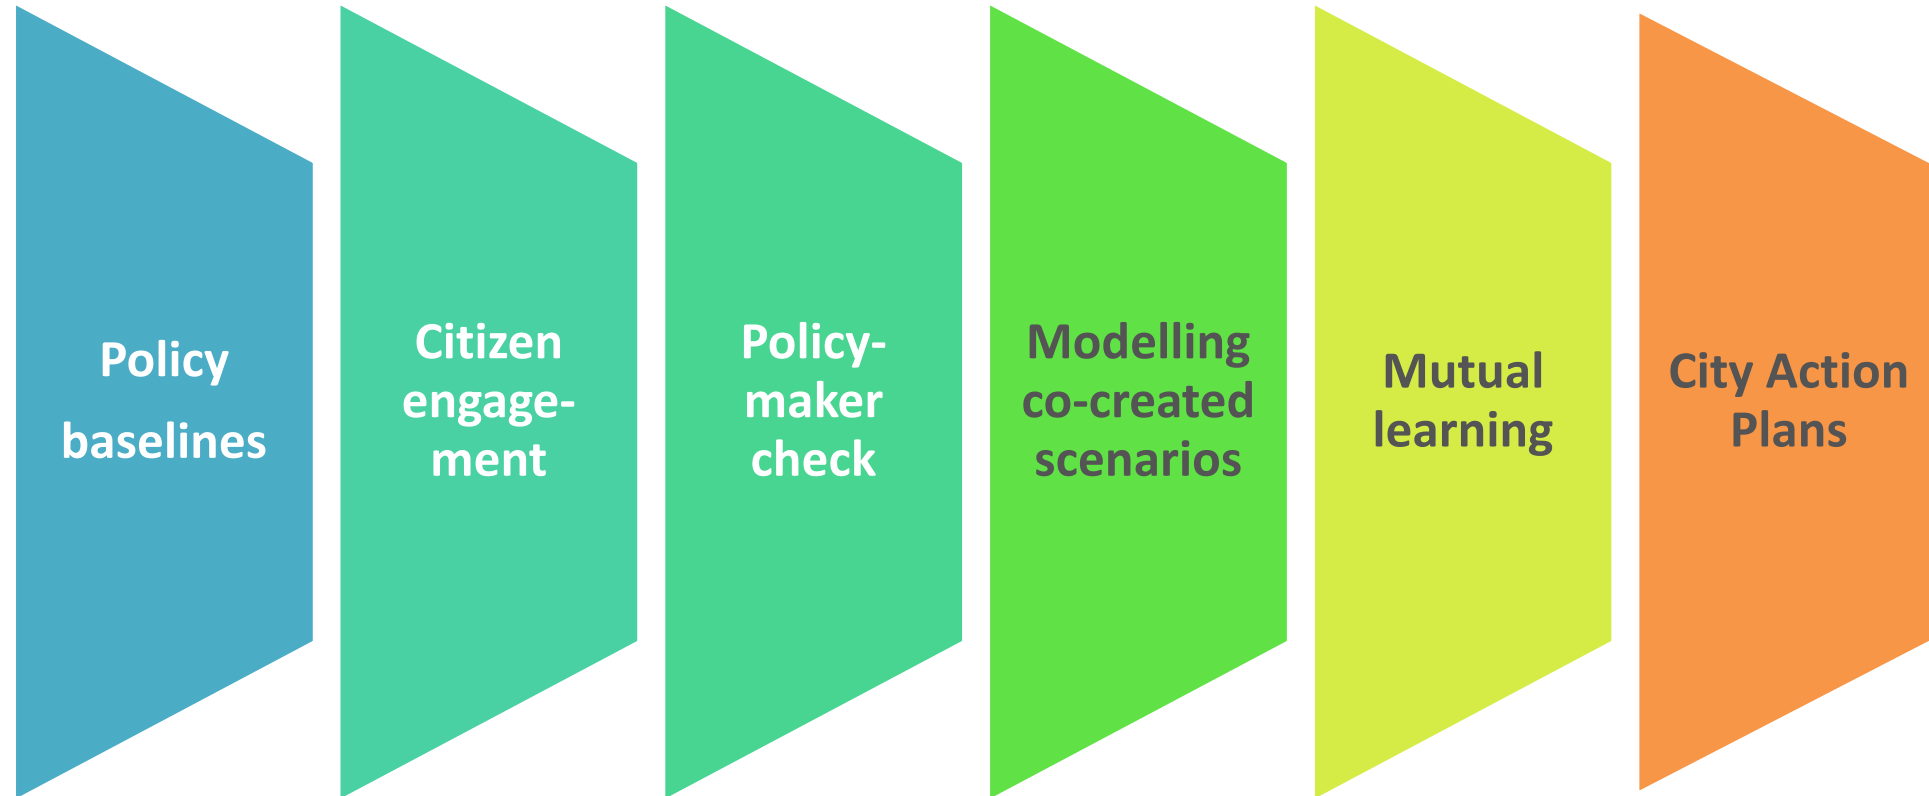 Policy
baselines
Citizen
engage-
ment
Policy-
maker
check
Modelling
co-created
scenarios
Mutual
learning
City Action
Plans